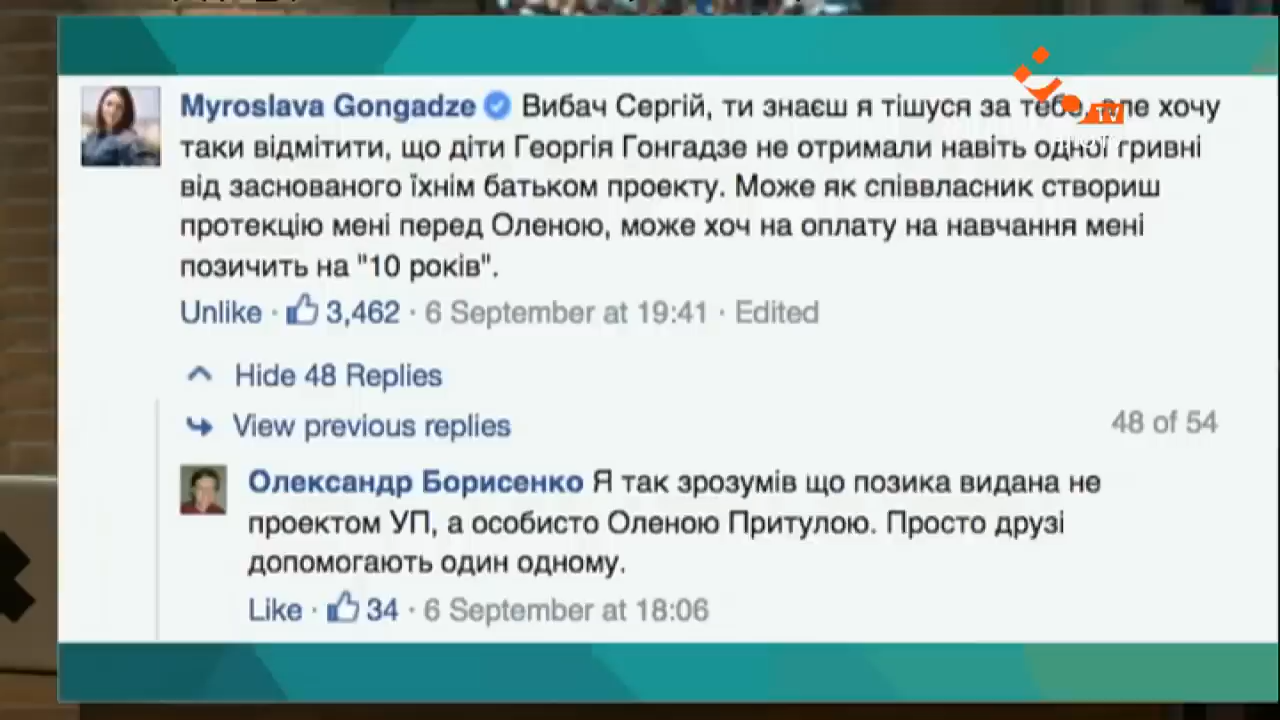 Myroslava Gongadze Вибач Сергій, ти знаєш я тішуся за тебе, але хочу
таки відмітити, що діти Георгія Гонгадзе не отримали навіть одної гривні
від заснованого їхнім батьком проекту. Може як співвласник створиш
протекцію мені перед Оленою, може хоч на оплату на навчання мені
позичить на "10 років".
Unlike · 3,462 · 6 September at 19:41 · Edited
Hide 48 Replies
View previous replies
48 of 54
Олександр Борисенко Я так зрозумів що позика видана не
проектом УП, а особисто Оленою Притулою. Просто друзі
допомагають один одному.
Like · 34 · 6 September at 18:06